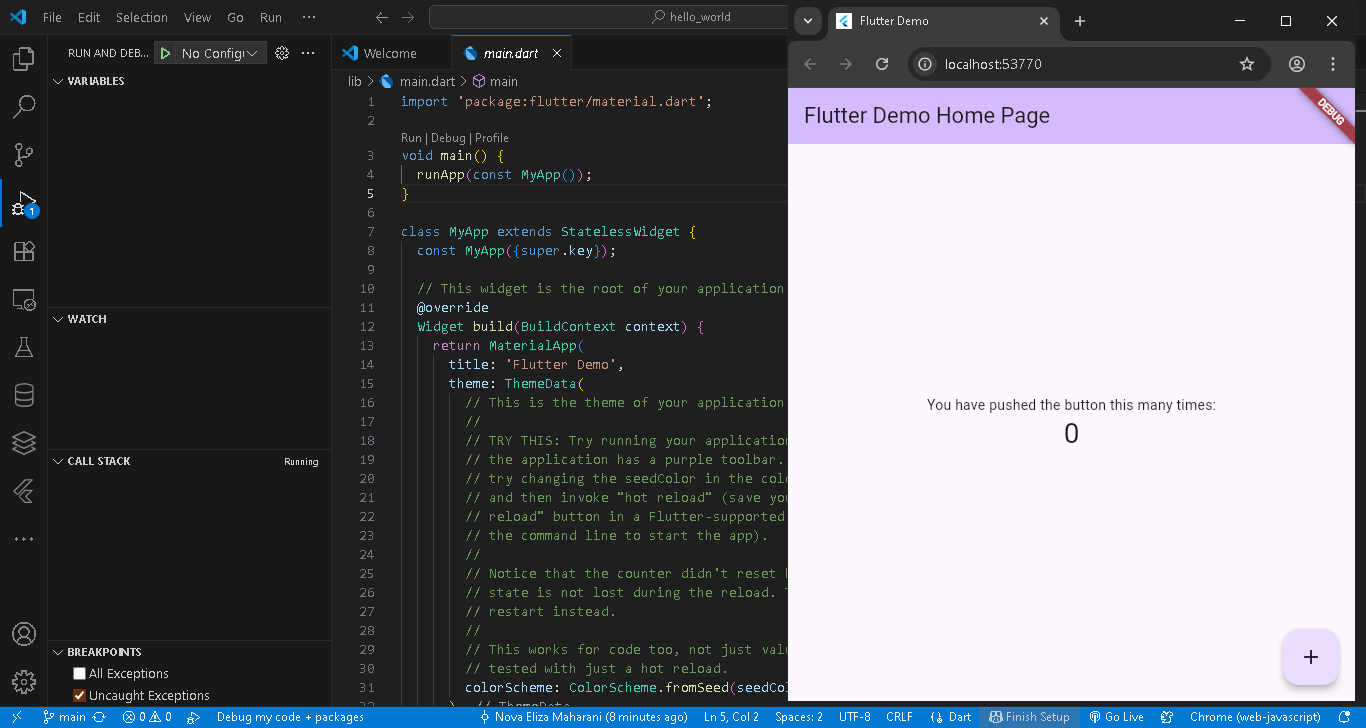 File Edit Selection View Go Run ···
hello_world
RUN AND DEB... No Config
Welcome
main.dart
lib > main.dart > main
VARIABLES
WATCH
CALL STACK
Running
BREAKPOINTS
All Exceptions
Uncaught Exceptions
1
1 import 'package:flutter/material.dart';
2
Run | Debug | Profile
3 void main() {
4 runApp(const MyApp());
5 }
6
7 class MyApp extends StatelessWidget {
8 const MyApp({super.key});
9
10 // This widget is the root of your application
11 @override
12 Widget build(BuildContext context) {
13 return MaterialApp(
14 title: 'Flutter Demo',
15 theme: ThemeData(
16 // This is the theme of your application
17 //
18 // TRY THIS: Try running your application
19 // the application has a purple toolbar.
20 // try changing the seedColor in the col
21 // and then invoke "hot reload" (save yo
22 // reload" button in a Flutter-supported
23 // the command line to start the app).
24 //
25 // Notice that the counter didn't reset
26 // state is not lost during the reload.
27 // restart instead.
28 //
29 // This works for code too, not just val
30 // tested with just a hot reload.
31 colorScheme: ColorScheme.fromSeed(seedCo
Flutter Demo
localhost:53770
Flutter Demo Home Page
DEBUG
You have pushed the button this many times:
0
+
main 0 0 Debug my code + packages Nova Eliza Maharani (8 minutes ago) Ln 5, Col 2 Spaces: 2 UTF-8 CRLF Dart Finish Setup Go Live Chrome (web-javascript)